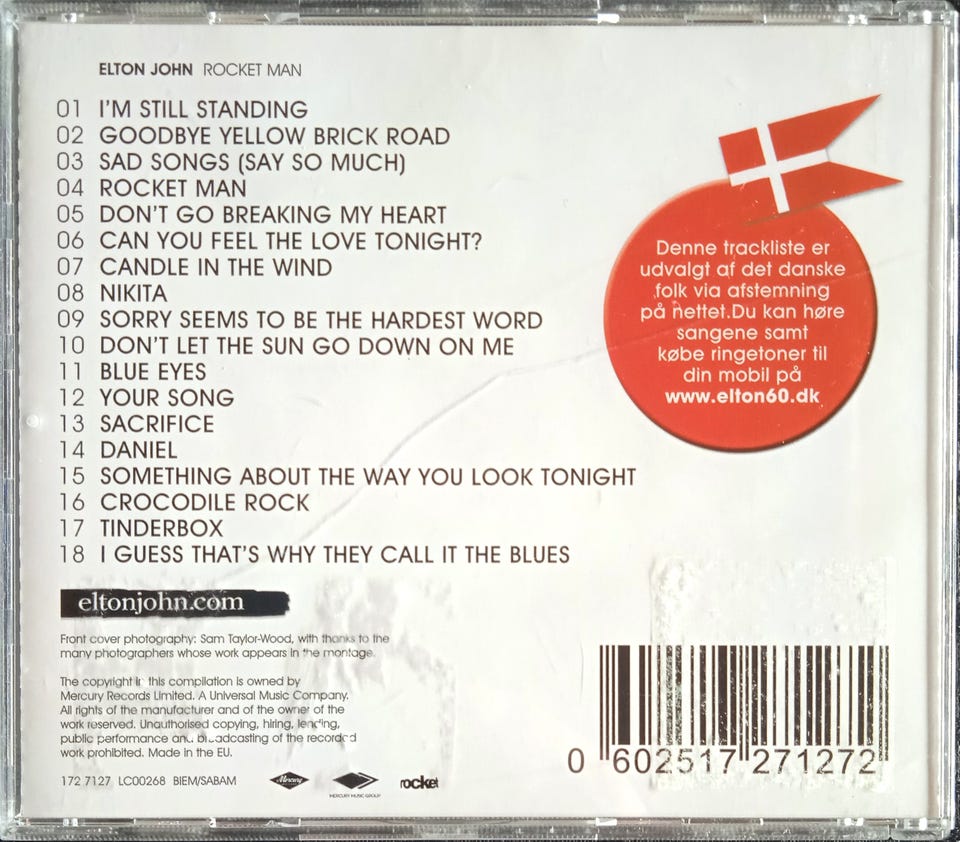 ELTON JOHN ROCKET MAN
01 I'M STILL STANDING
02 GOODBYE YELLOW BRICK ROAD
03 SAD SONGS (SAY SO MUCH)
04 ROCKET MAN
05 DON'T GO BREAKING MY HEART
06 CAN YOU FEEL THE LOVE TONIGHT?
07 CANDLE IN THE WIND
08 NIKITA
09 SORRY SEEMS TO BE THE HARDEST WORD
10 DON'T LET THE SUN GO DOWN ON ME
11 BLUE EYES
12 YOUR SONG
13 SACRIFICE
14 DANIEL
15 SOMETHING ABOUT THE WAY YOU LOOK TONIGHT
16 CROCODILE ROCK
17 TINDERBOX
18 I GUESS THAT'S WHY THEY CALL IT THE BLUES
Denne trackliste er
udvalgt af det danske
folk via afstemning
på nettet.Du kan høre
sangene samt
købe ringetoner til
din mobil på
www.elton60.dk
eltonjohn.com
Front cover photography: Sam Taylor-Wood, with thanks to the
many photographers whose work appears in the montage.
The copyright in this compilation is owned by
Mercury Records Limited. A Universal Music Company.
All rights of the manufacturer and of the owner of the
work reserved. Unauthorised copying, hiring, lending,
public performance and broadcasting of the recorded
work prohibited. Made in the EU.
172 7127 LC00268 BIEM/SABAM
Mercury
MERCURY MUSIC GROUP
rocket
0 602517 271272